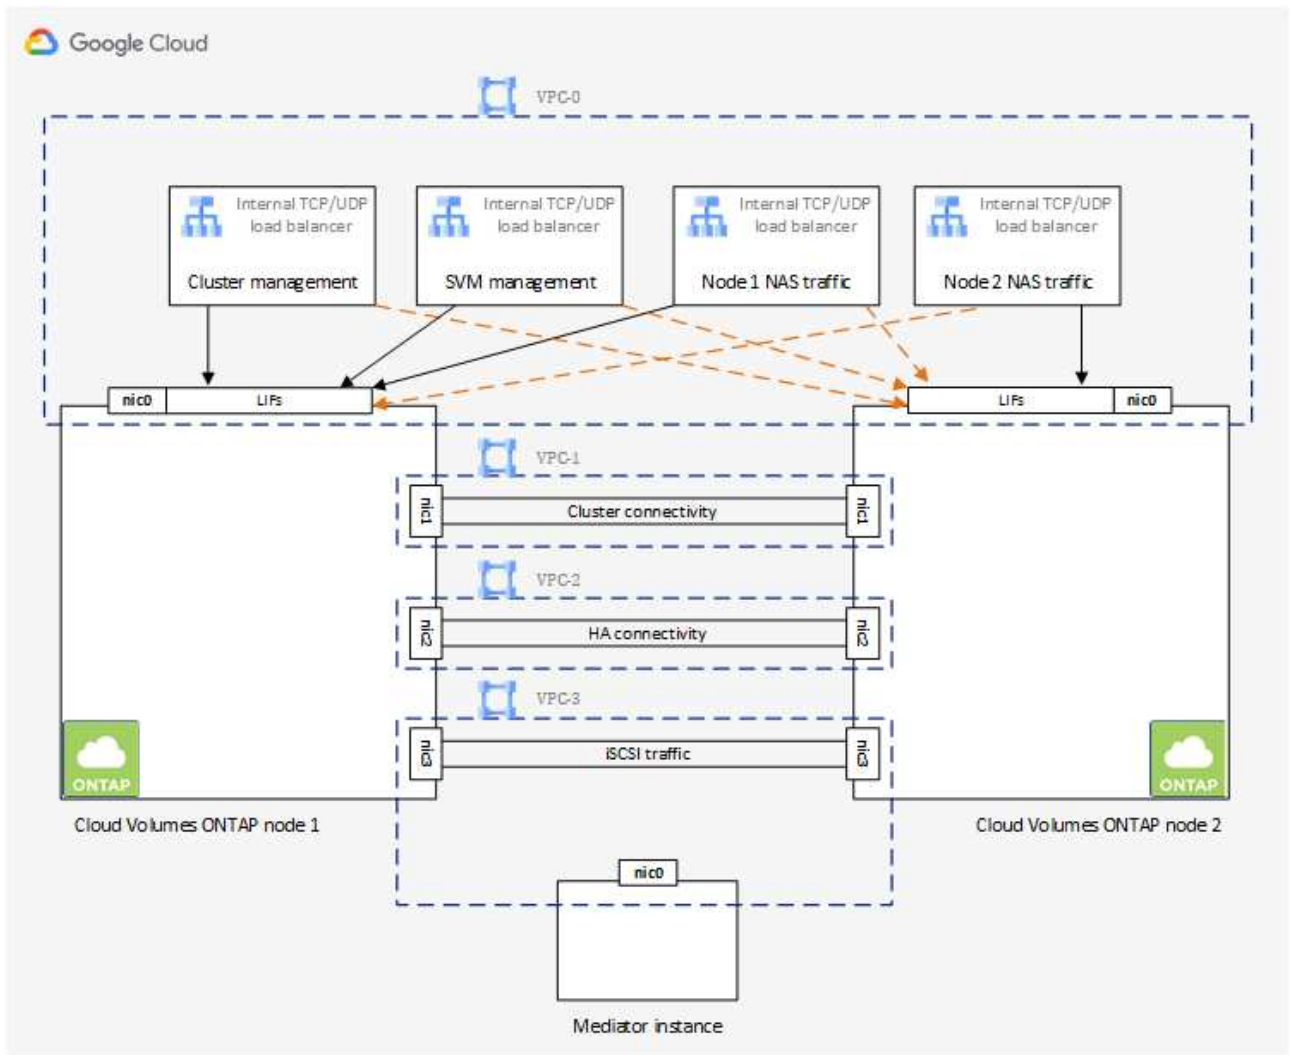 Google Cloud
VPC-0
Internal TCP/UDP
load balancer
Cluster management
Internal TCP/UDP
load balancer
SVM management
Internal TCP/UDP
load balancer
Node 1 NAS traffic
Internal TCP/UDP
load balancer
Node 2 NAS traffic
nic0
LIFs
LIFs
nic0
VPC-1
nic1
Cluster connectivity
nic1
VPC-2
nic2
HA connectivity
nic2
VPC-3
nic3
iSCSI traffic
nic3
ONTAP
ONTAP
Cloud Volumes ONTAP node 1
Cloud Volumes ONTAP node 2
nic0
Mediator instance